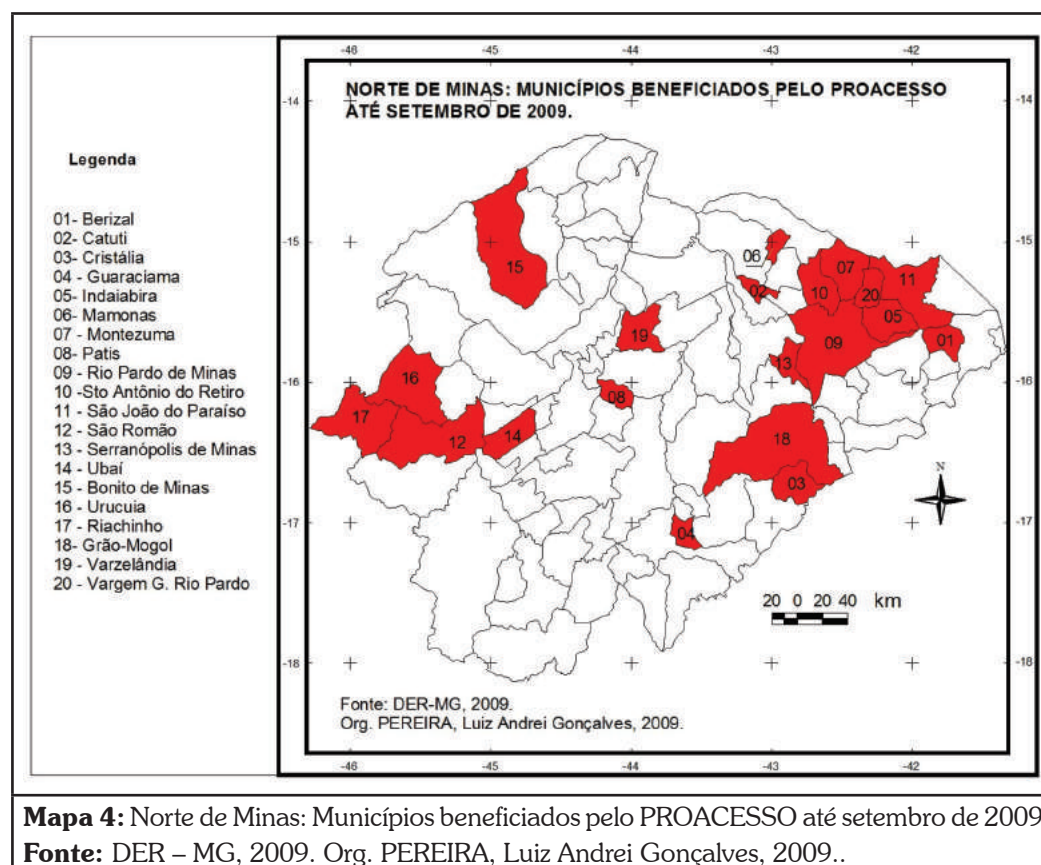 -46 -45 -44 -43 -42
NORTE DE MINAS: MUNICÍPIOS BENEFICIADOS PELO PROACESSO
ATÉ SETEMBRO DE 2009.
Legenda
01- Berizal
02- Catuti
03- Cristália
04 - Guaraciama
05- Indaiabira
06- Mamonas
07- Montezuma
08- Patis
09- Rio Pardo de Minas
10 -Sto Antônio do Retiro
11 - São João do Paraíso
12 - São Romão
13 - Serranópolis de Minas
14 - Ubaí
15 - Bonito de Minas
16 - Urucuia
17 - Riachinho
18- Grão-Mogol
19 - Varzelândia
20 - Vargem G. Rio Pardo
-14 -14
-15 -15
06
07
11
15
10
20
02
05
19
09
01
13
-16 -16
16
08
17
18
12
14
03
N
-17 -17
04
20 0 20 40 km
-18 -18
Fonte: DER-MG, 2009.
Org. PEREIRA, Luiz Andrei Gonçalves, 2009.
-46 -45 -44 -43 -42
Mapa 4: Norte de Minas: Municípios beneficiados pelo PROACESSO até setembro de 2009
Fonte: DER – MG, 2009. Org. PEREIRA, Luiz Andrei Gonçalves, 2009..